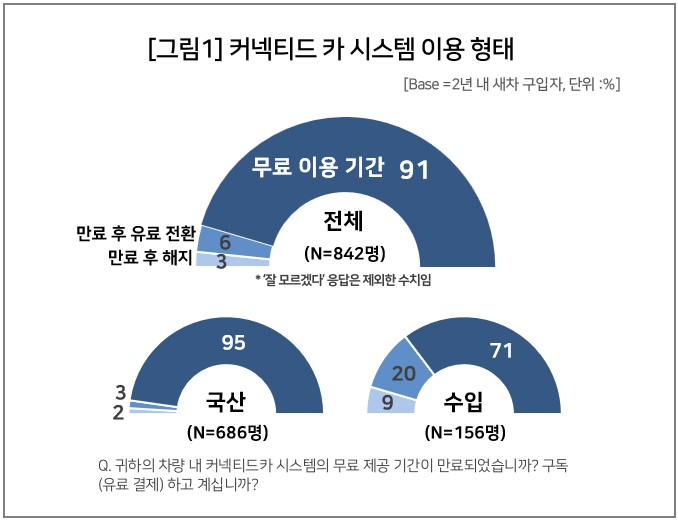 [그림1] 커넥티드 카 시스템 이용 형태
[Base =2년 내 새차 구입자, 단위 :%]
무료 이용 기간 91
만료 후 유료 전환 6
만료 후 해지 3
전체
(N=842명)
* ‘잘 모르겠다’ 응답은 제외한 수치임
95
3
2
국산
(N=686명)
71
20
9
수입
(N=156명)
Q. 귀하의 차량 내 커넥티드카 시스템의 무료 제공 기간이 만료되었습니까? 구독
(유료 결제) 하고 계십니까?